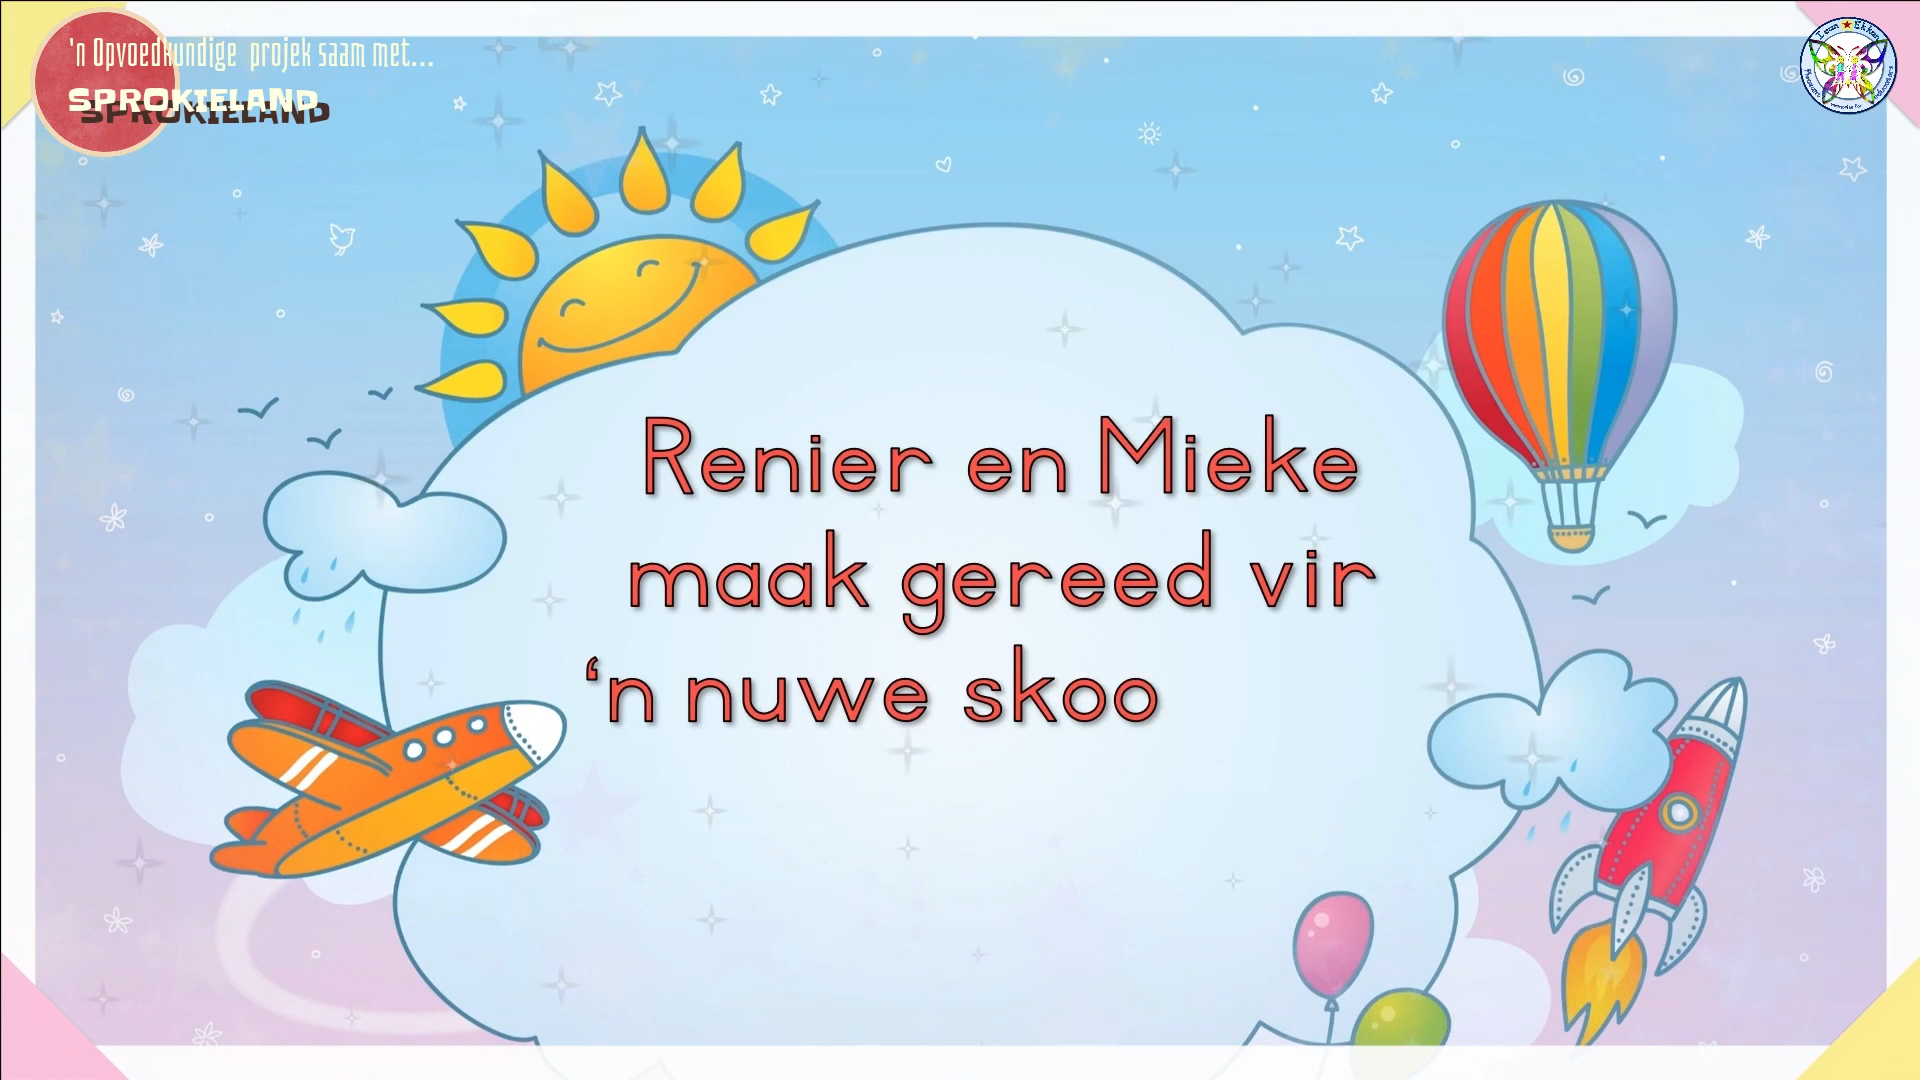 'n Opvoedkundige projek saam met...
SPROKIELAND
Renier en Mieke
maak gereed vir
‘n nuwe skoo